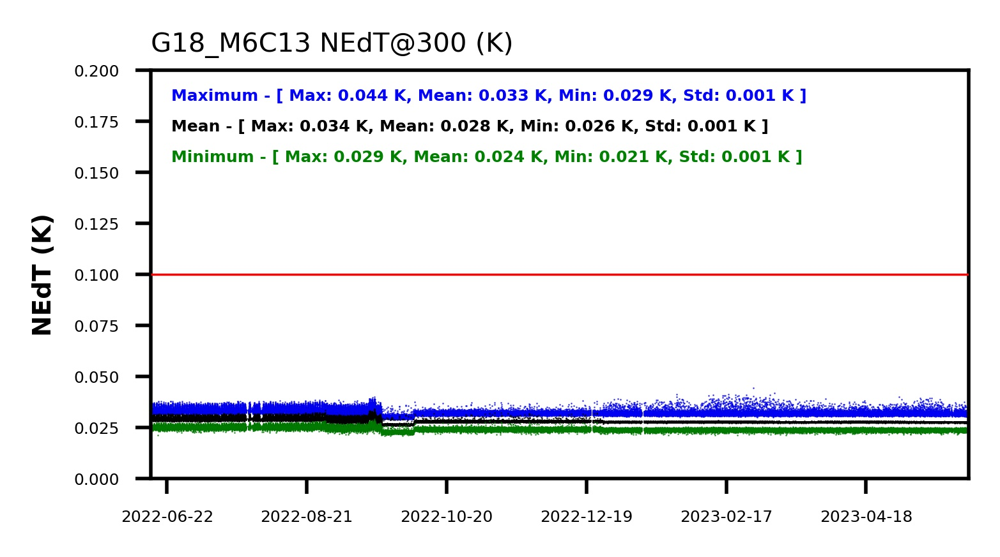 G18_M6C13 NEdT@300 (K)
0.200
Maximum - [ Max: 0.044 K, Mean: 0.033 K, Min: 0.029 K, Std: 0.001 K ]
0.175
Mean - [ Max: 0.034 K, Mean: 0.028 K, Min: 0.026 K, Std: 0.001 K ]
Minimum - [ Max: 0.029 K, Mean: 0.024 K, Min: 0.021 K, Std: 0.001 K ]
0.150
0.125
NEdT (K)
0.100
0.075
0.050
0.025
0.000
2022-06-22 2022-08-21 2022-10-20 2022-12-19 2023-02-17 2023-04-18